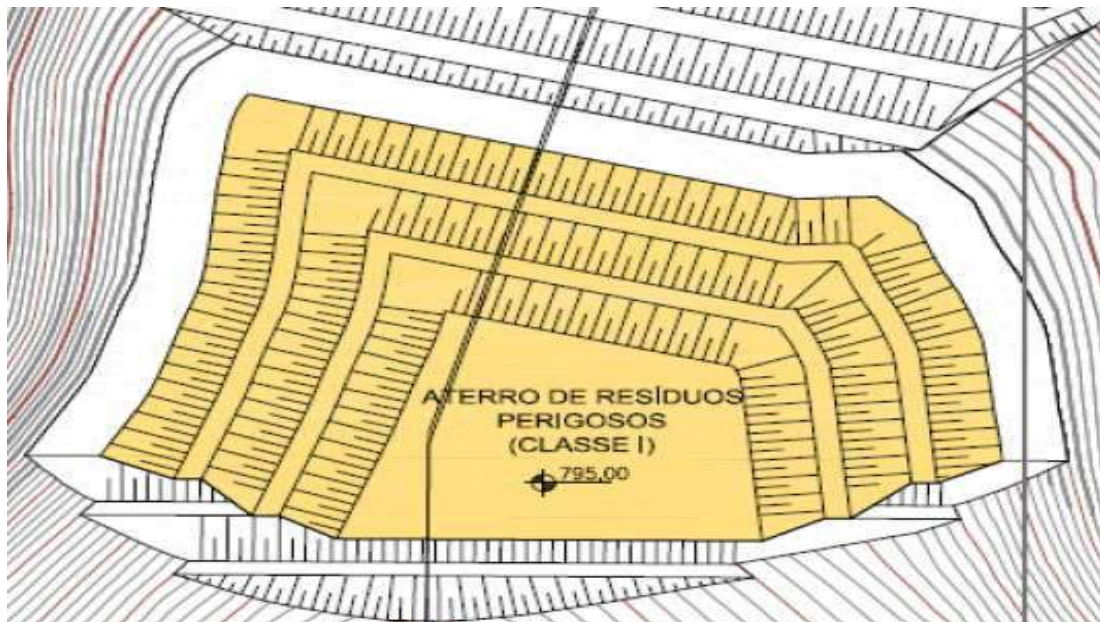 ATERRO DE RESÍDUOS
PERIGOSOS
(CLASSE I)
795,00